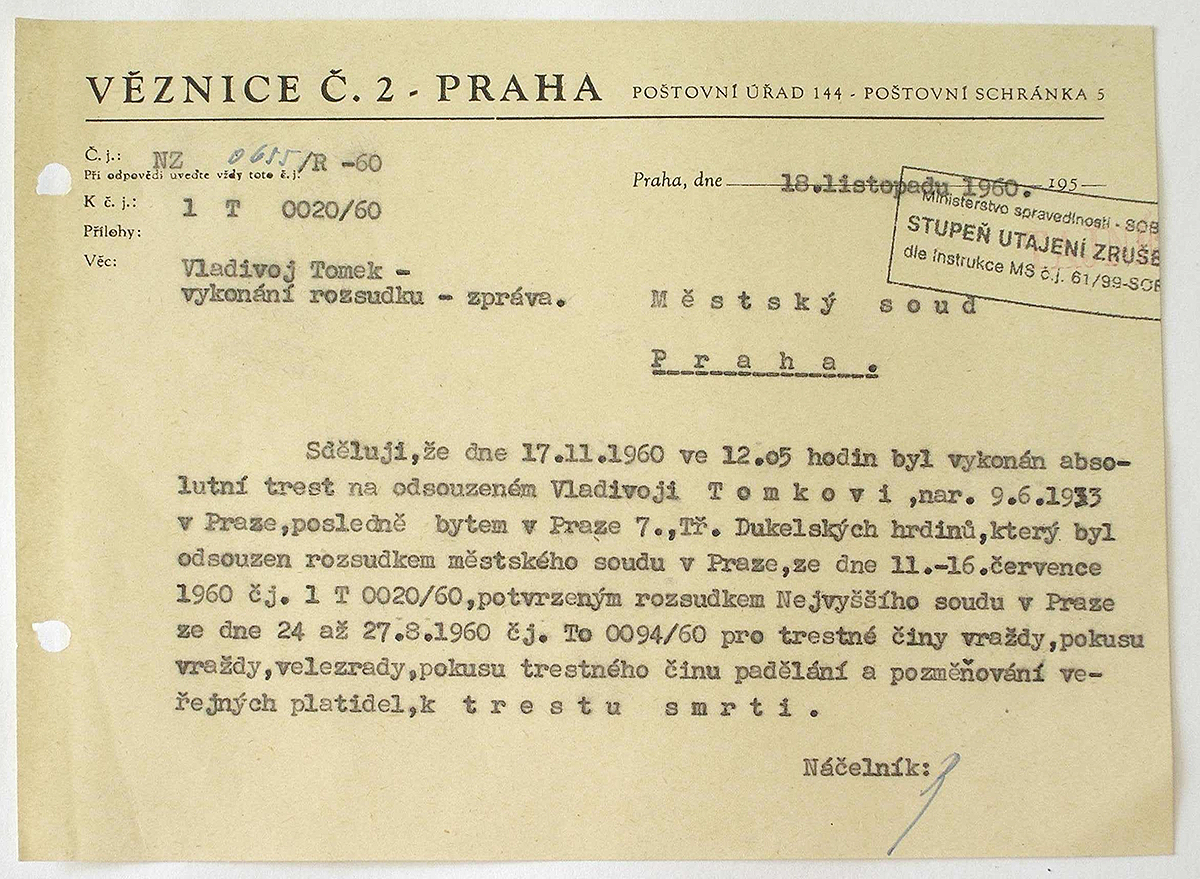 VĚZNICE Č. 2 - PRAHA POŠTOVNÍ ÚŘAD 144 - POŠTOVNÍ SCHRÁNKA 5
Č. j.: NZ 0655/R -60
Při odpovědi uveďte vždy toto č. j.
Praha, dne 18.listopadu 1960. 195
K č. j.: 1 T 0020/60
Přílohy:
Ministerstvo spravedlnosti - SOB
STUPEŇ UTAJENÍ ZRUŠE
dle Instrukce MS č.j. 61/99-SOB
Věc: Vladivoj Tomek -
vykonání rozsudku - zpráva.
Městský soud
Praha.
Sděluji,že dne 17.11.1960 ve 12.05 hodin byl vykonán abso-
lutní trest na odsouzeném Vladivoji Tomkovi,nar. 9.6.1933
v Praze,posledně bytem v Praze 7.,Tř. Dukelských hrdinů,který byl
odsouzen rozsudkem městského soudu v Praze,ze dne 11.-16.července
1960 čj. 1 T 0020/60,potvrzeným rozsudkem Nejvyššího soudu v Praze
ze dne 24 až 27.8.1960 čj. To 0094/60 pro trestné činy vraždy,pokusu
vraždy,velezrady,pokusu trestného činu padělání a pozměňování ve-
řejných platidel,k trestu smrti.
Náčelník: